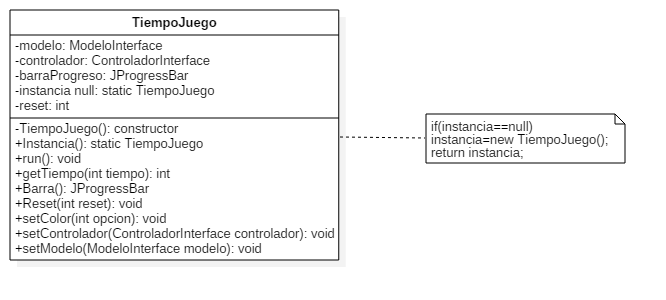 TiempoJuego
-modelo: ModeloInterface
-controlador: ControladorInterface
-barraProgreso: JProgressBar
-instancia null: static TiempoJuego
-reset: int
-TiempoJuego(): constructor
+Instancia(): static TiempoJuego
+run(): void
+getTiempo(int tiempo): int
+Barra(): JProgressBar
+Reset(int reset): void
+setColor(int opcion): void
+setControlador(ControladorInterface controlador): void
+setModelo(ModeloInterface modelo): void
if(instancia==null)
instancia=new TiempoJuego();
return instancia;